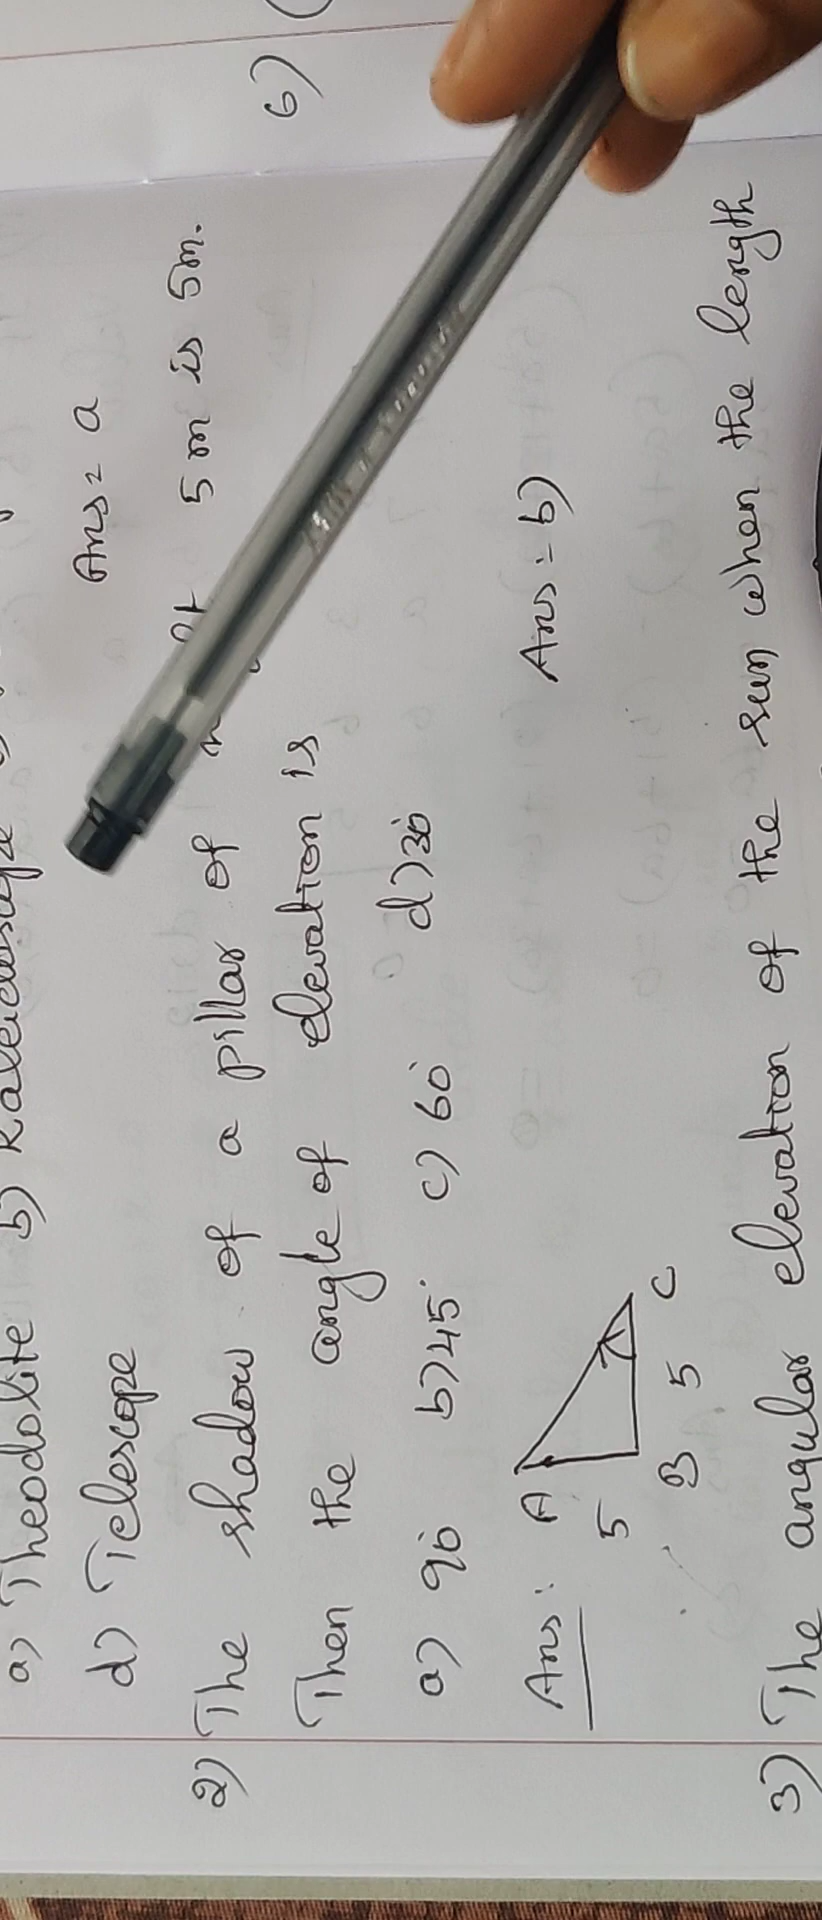 a) Theodolite b)
d) Telescope Ans = a
2) The shadow of a pillar of 5m is 5m.
Then the angle of elevation is
a) 90° b) 45° c) 60° d) 30°
Ans: A Ans:- b)
5
B 5 C
3) The angular elevation of the sun when the length
6)